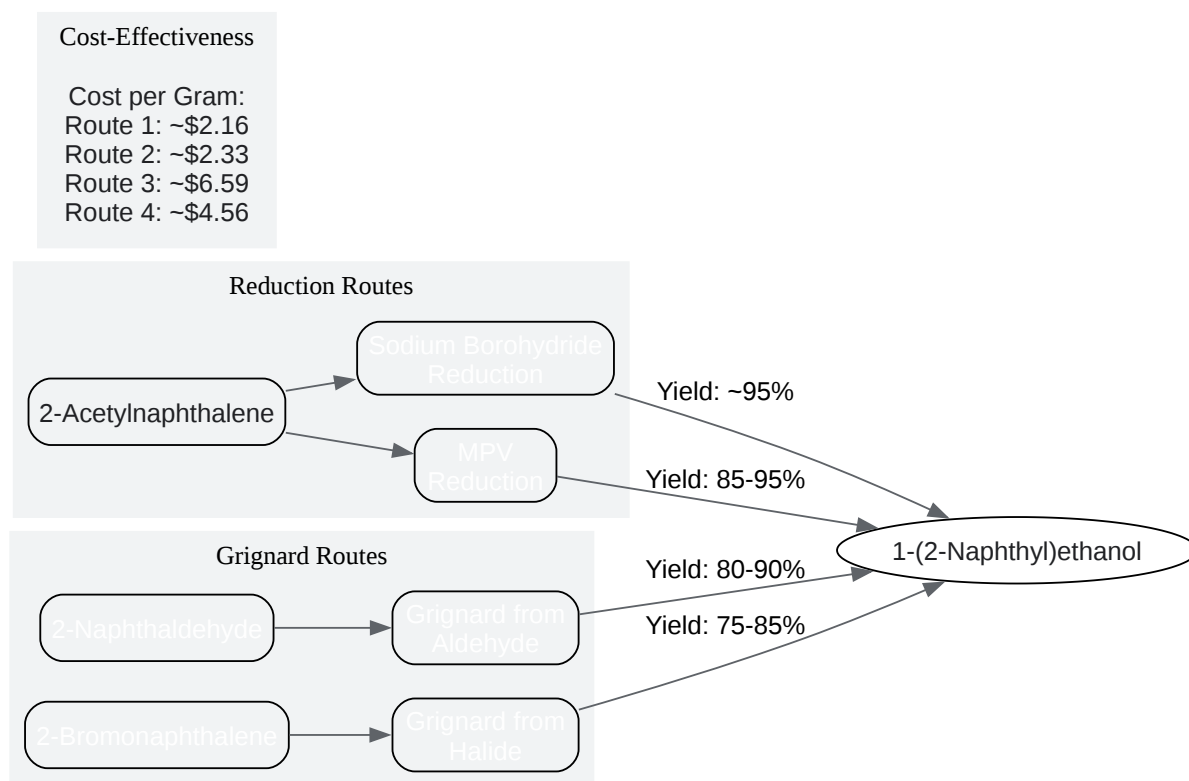 Cost-Effectiveness
Cost per Gram:
Route 1: ~$2.16
Route 2: ~$2.33
Route 3: ~$6.59
Route 4: ~$4.56
Reduction Routes
2-Acetylnaphthalene
Sodium Borohydride
Reduction
MPV
Reduction
Yield: ~95%
Yield: 85-95%
Grignard Routes
2-Naphthaldehyde
Grignard from
Aldehyde
2-Bromonaphthalene
Grignard from
Halide
Yield: 80-90%
Yield: 75-85%
1-(2-Naphthyl)ethanol